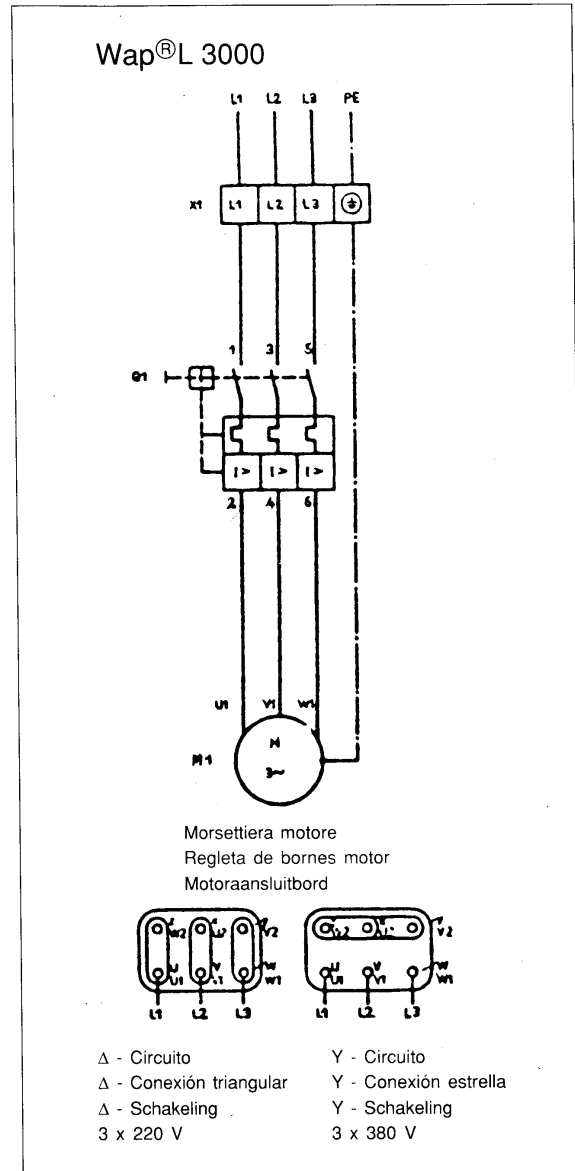 Wap®L 3000
L1 L2 L3 PE
X1 L1 L2 L3
1 3 5
Q1
I> I> I>
2 4 6
U1 V1 W1
M1
M
3~
Morsettiera motore
Regleta de bornes motor
Motoraansluitbord
W2 U2 V2
U U1 V V1 W W1
L1 L2 L3
V2
U U1 V V1 W W1
L1 L2 L3
Δ - Circuito
Δ - Conexión triangular
Δ - Schakeling
3 x 220 V
Y - Circuito
Y - Conexión estrella
Y - Schakeling
3 x 380 V